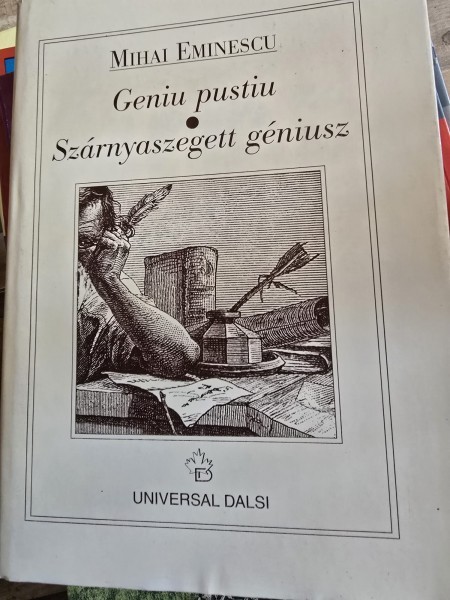 MIHAI EMINESCU
Geniu pustiu
•
Szárnyaszegett géniusz
UNIVERSAL DALSI